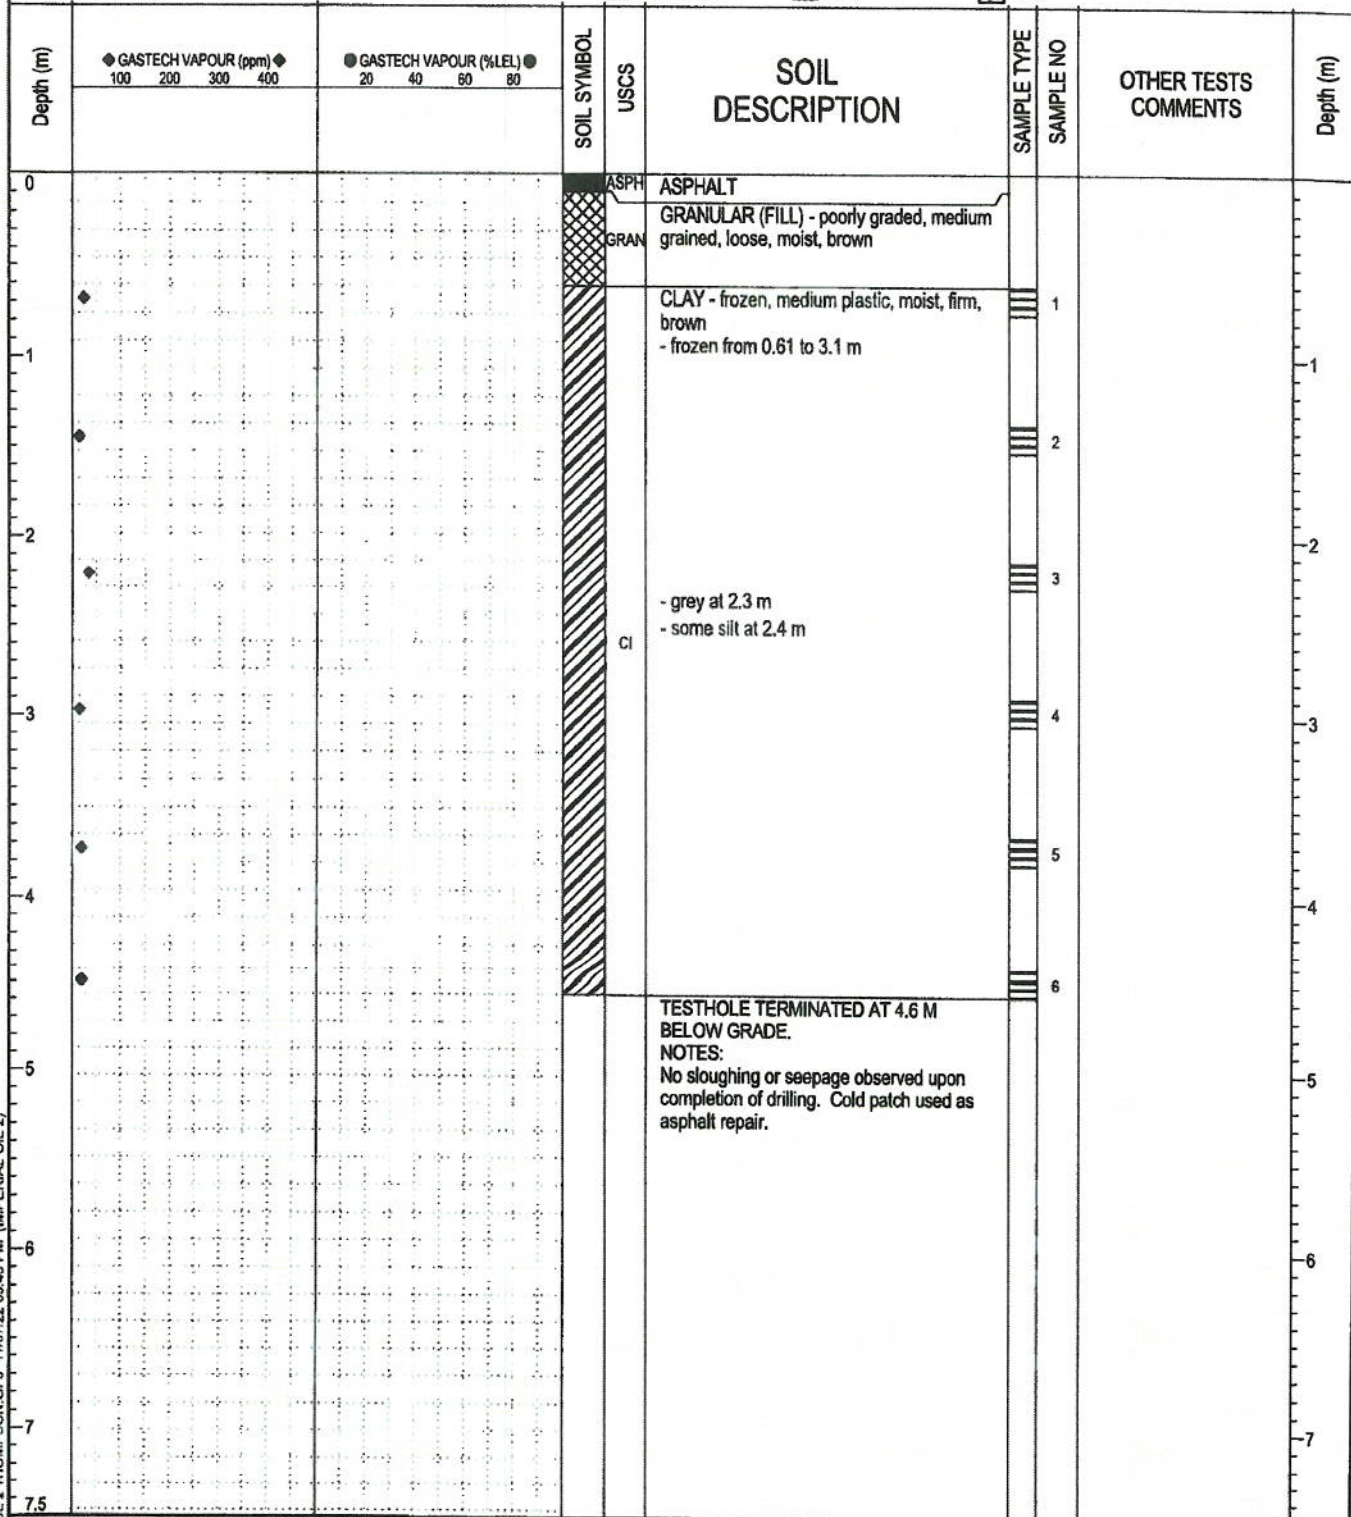 Depth (m)
◆ GASTECH VAPOUR (ppm) ◆
100 200 300 400
● GASTECH VAPOUR (%LEL) ●
20 40 60 80
SOIL SYMBOL
USCS
SOIL
DESCRIPTION
SAMPLE TYPE
SAMPLE NO
OTHER TESTS
COMMENTS
Depth (m)
0
ASPH
ASPHALT
GRANULAR (FILL) - poorly graded, medium
grained, loose, moist, brown
GRAN
CLAY - frozen, medium plastic, moist, firm,
brown
- frozen from 0.61 to 3.1 m
1
1
1
2
2
2
3
- grey at 2.3 m
- some silt at 2.4 m
CI
3
4
3
5
4
4
6
TESTHOLE TERMINATED AT 4.6 M
BELOW GRADE.
NOTES:
No sloughing or seepage observed upon
completion of drilling. Cold patch used as
asphalt repair.
5
5
6
6
7
7
7.5